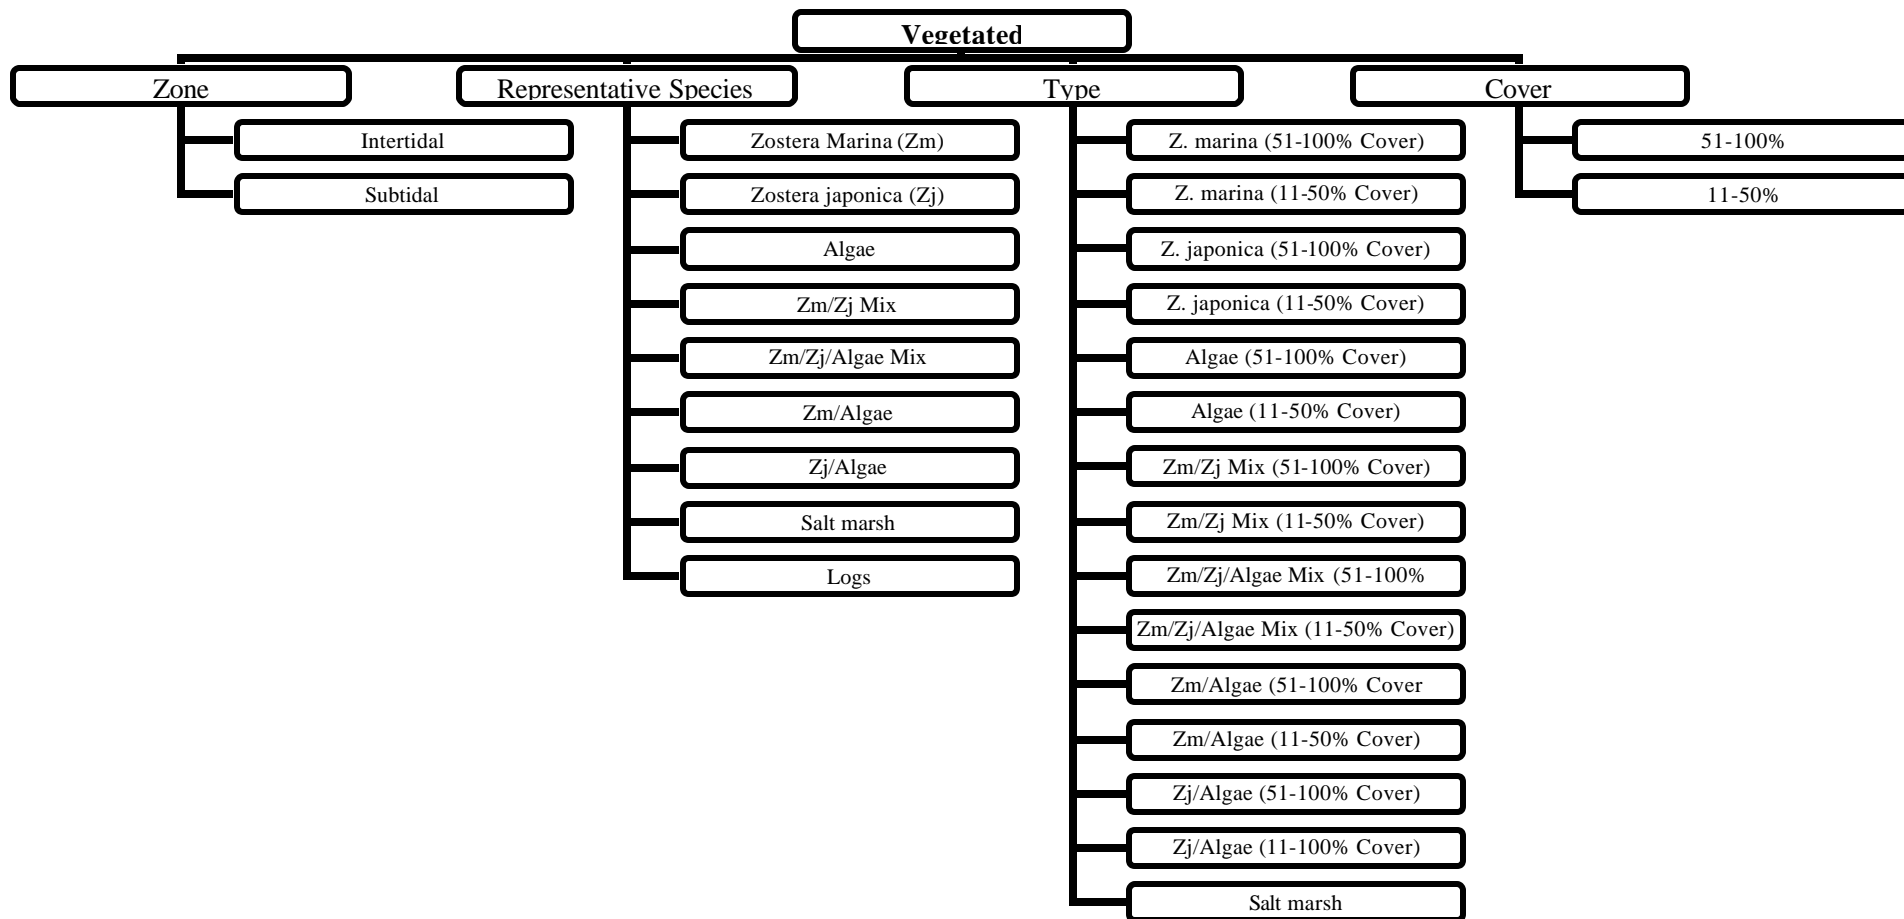 Vegetated
Zone
Representative Species
Type
Cover
Intertidal
Subtidal
Zostera Marina (Zm)
Zostera japonica (Zj)
Algae
Zm/Zj Mix
Zm/Zj/Algae Mix
Zm/Algae
Zj/Algae
Salt marsh
Logs
Z. marina (51-100% Cover)
Z. marina (11-50% Cover)
Z. japonica (51-100% Cover)
Z. japonica (11-50% Cover)
Algae (51-100% Cover)
Algae (11-50% Cover)
Zm/Zj Mix (51-100% Cover)
Zm/Zj Mix (11-50% Cover)
Zm/Zj/Algae Mix (51-100%
Zm/Zj/Algae Mix (11-50% Cover)
Zm/Algae (51-100% Cover
Zm/Algae (11-50% Cover)
Zj/Algae (51-100% Cover)
Zj/Algae (11-100% Cover)
Salt marsh
51-100%
11-50%